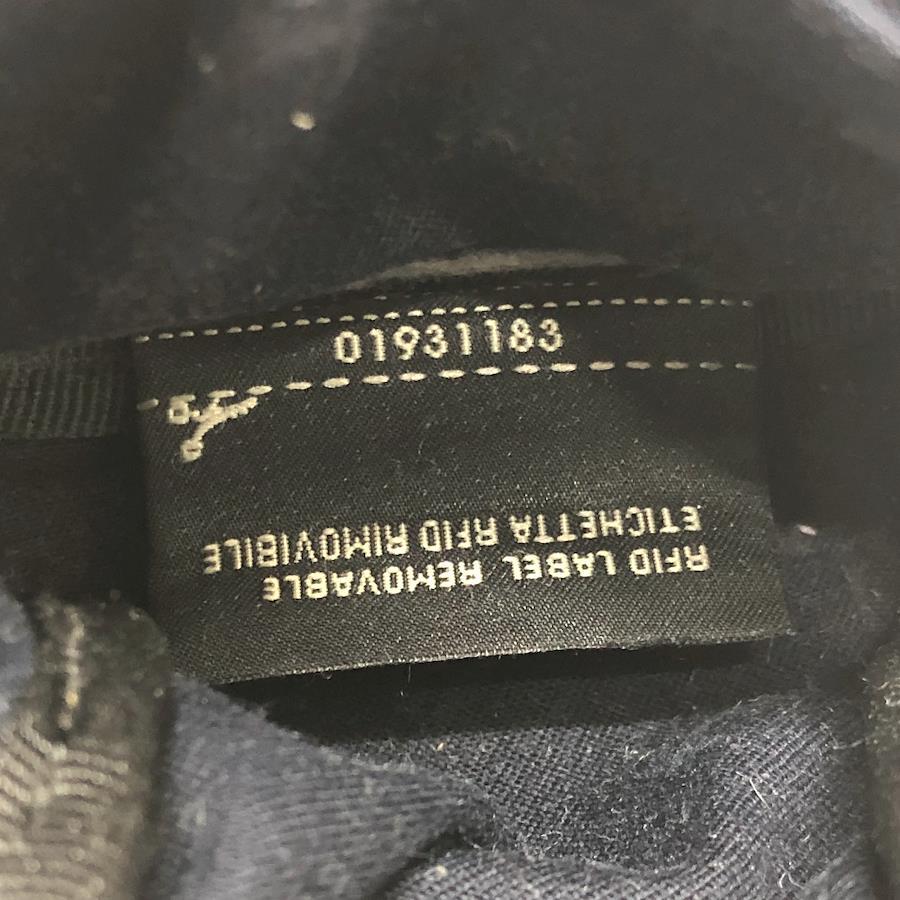 01931183
RFID LABEL REMOVABLE
ETICHETTA RFID RIMOVIBILE